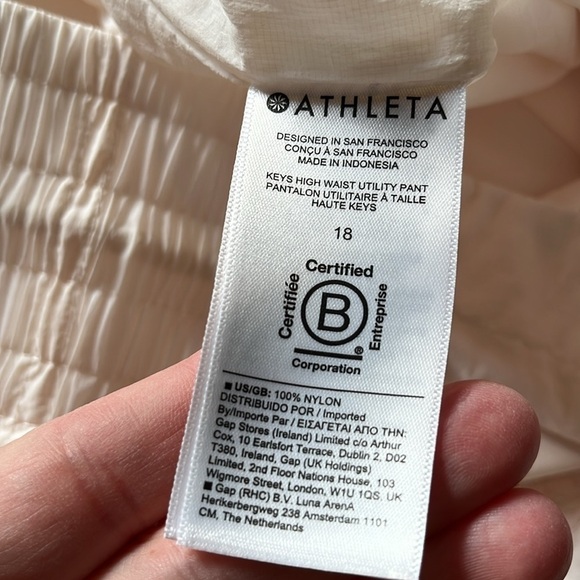 ATHLETA
DESIGNED IN SAN FRANCISCO
CONÇU À SAN FRANCISCO
MADE IN INDONESIA
KEYS HIGH WAIST UTILITY PANT
PANTALON UTILITAIRE À TAILLE
HAUTE KEYS
18
Certified
Certifiée
B
Entreprise
®
Corporation
■ US/GB: 100% NYLON
DISTRIBUIDO POR / Imported
By/Importe Par / ΕΙΣΑΓΕΤΑΙ ΑΠΟ ΤΗΝ:
Gap Stores (Ireland) Limited c/o Arthur
Cox, 10 Earlsfort Terrace, Dublin 2, D02
T380, Ireland, Gap (UK Holdings)
Limited, 2nd Floor Nations House, 103
Wigmore Street, London, W1U 1QS, UK
■ Gap (RHC) B.V. Luna ArenA
Herikerbergweg 238 Amsterdam 1101
CM, The Netherlands